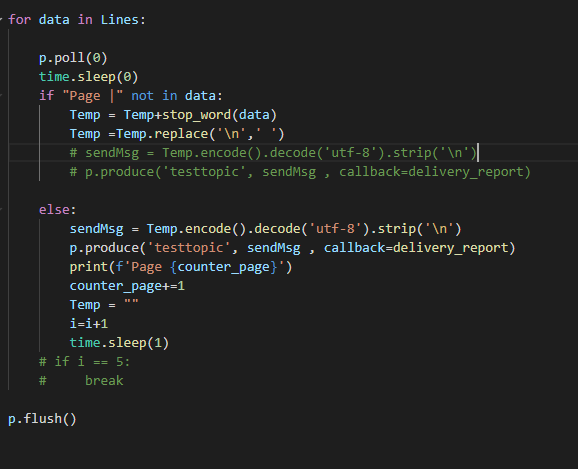 for data in Lines:
p.poll(0)
time.sleep(0)
if "Page |" not in data:
Temp = Temp+stop_word(data)
Temp =Temp.replace('\n',' ')
# sendMsg = Temp.encode().decode('utf-8').strip('\n')
# p.produce('testtopic', sendMsg , callback=delivery_report)
else:
sendMsg = Temp.encode().decode('utf-8').strip('\n')
p.produce('testtopic', sendMsg , callback=delivery_report)
print(f'Page {counter_page}')
counter_page+=1
Temp = ""
i=i+1
time.sleep(1)
# if i == 5:
#     break
p.flush()